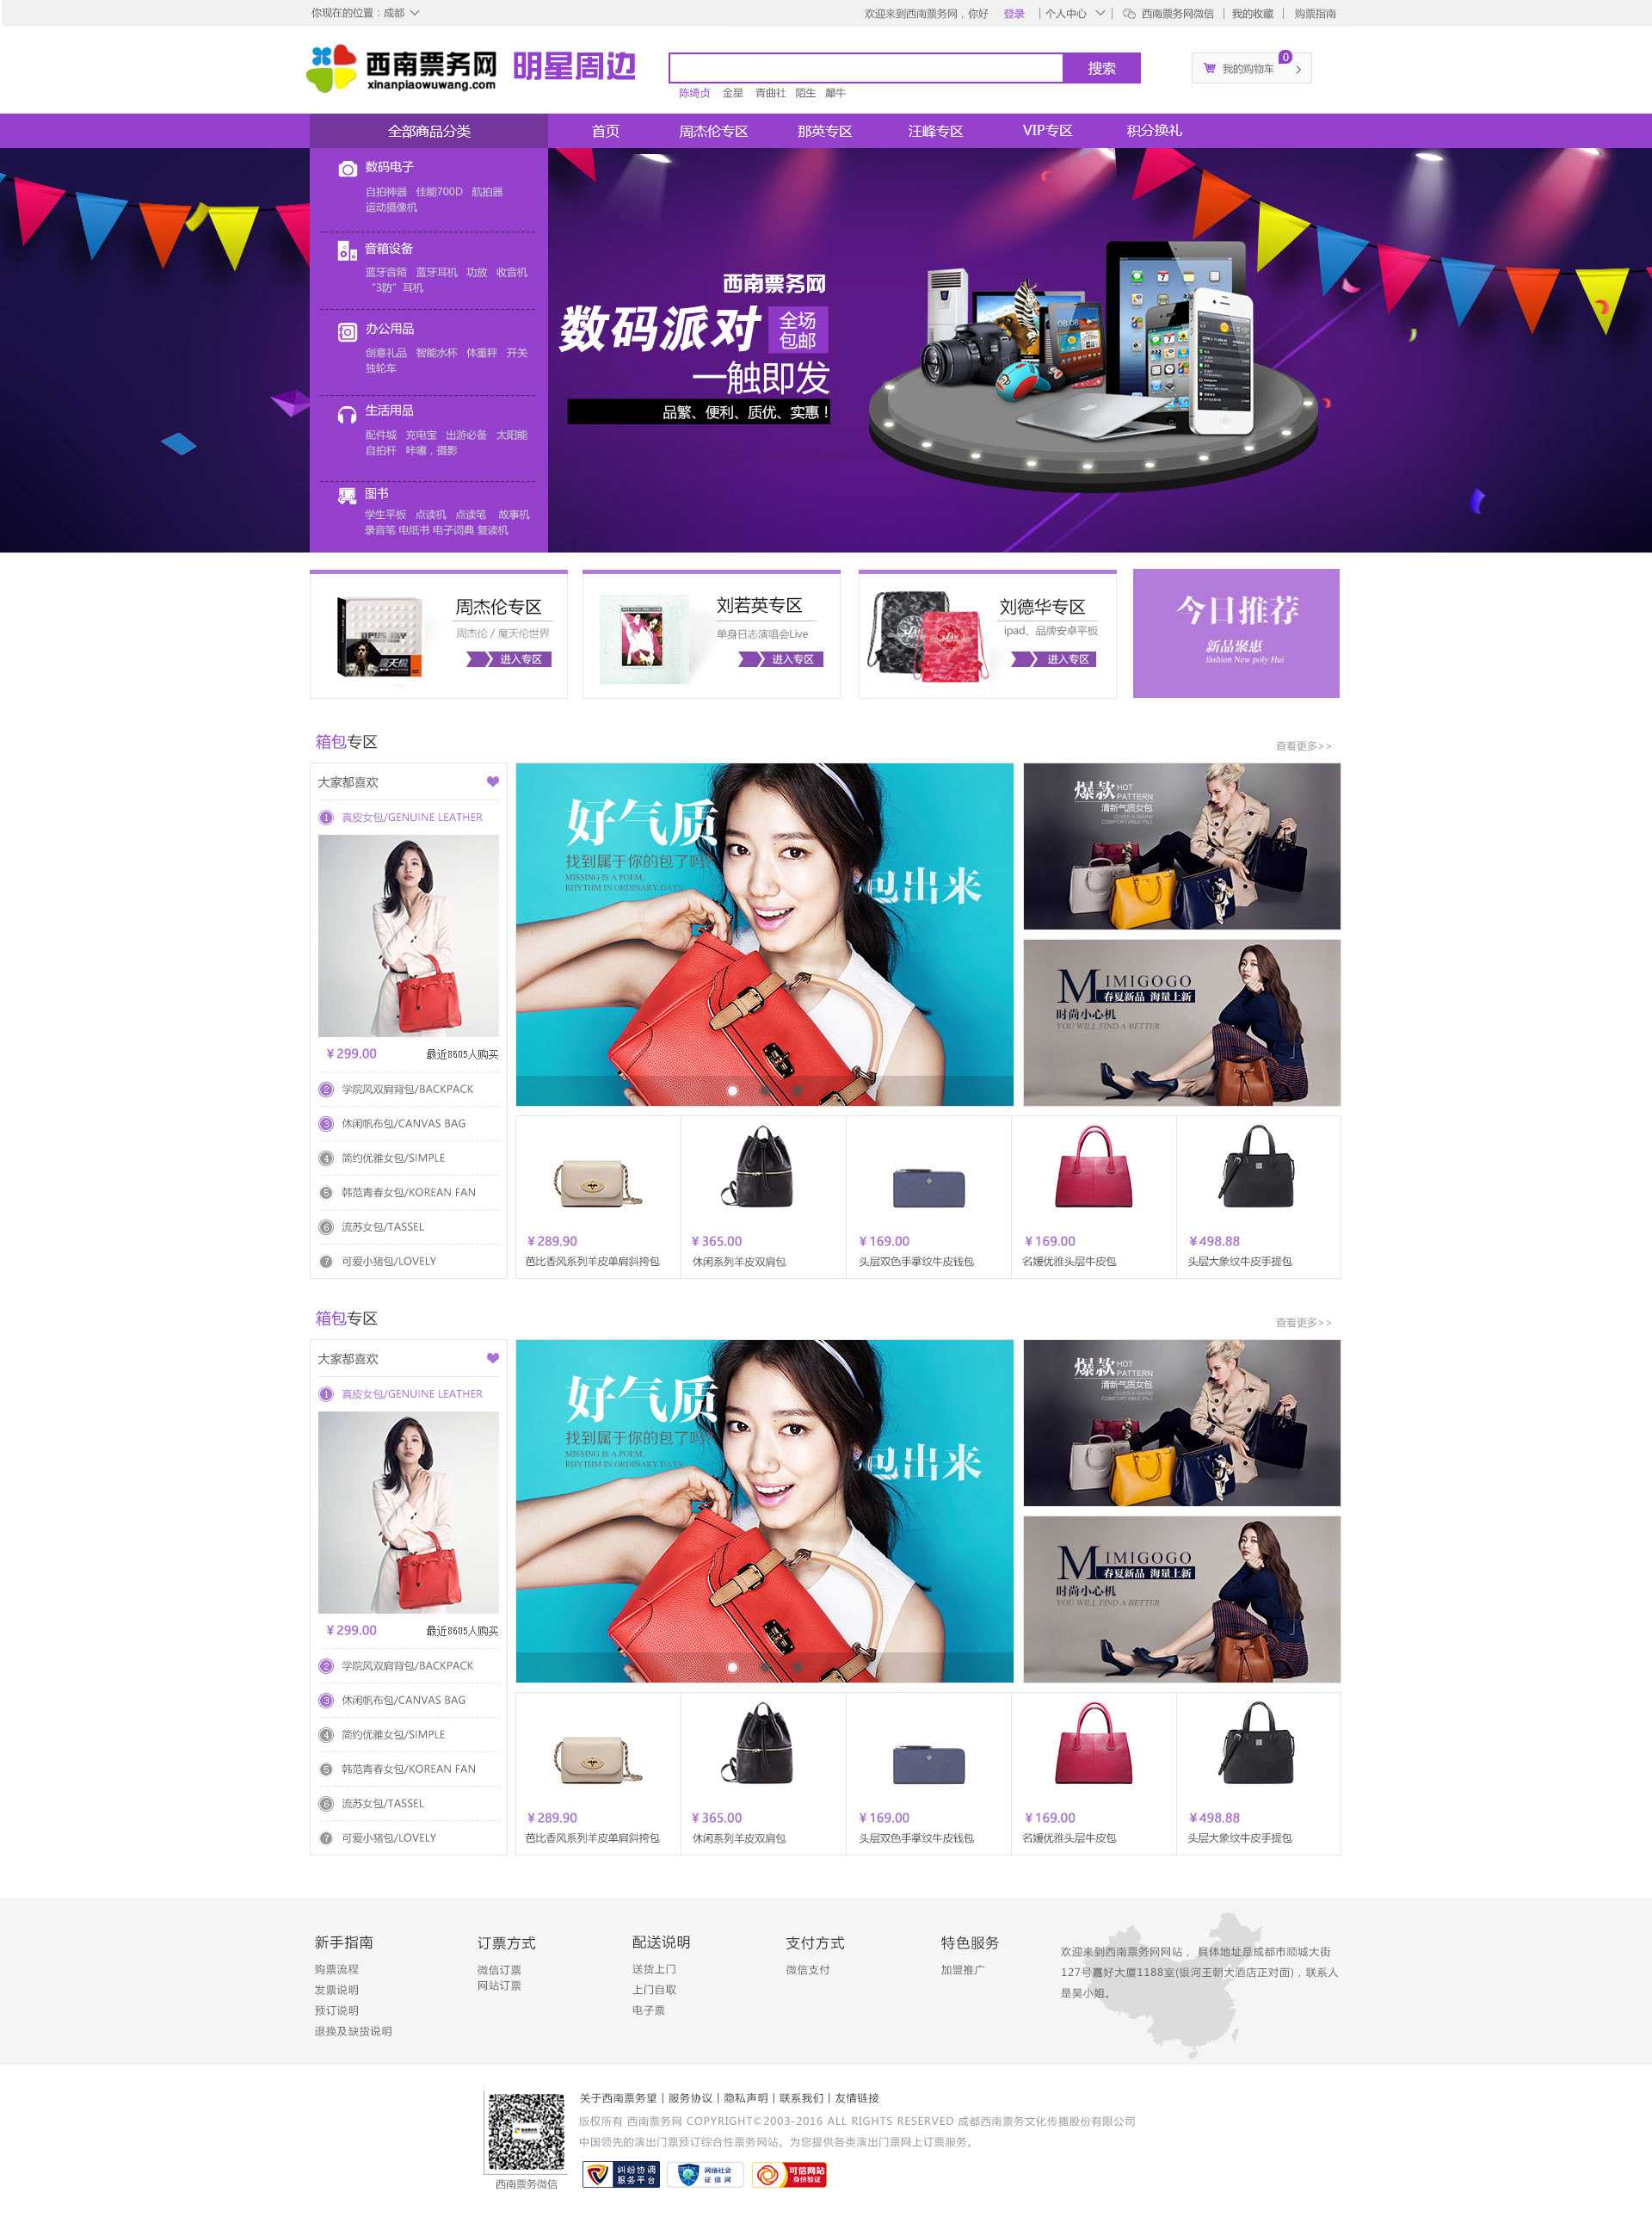 你现在的位置：成都
欢迎来到西南票务网，你好 登录 | 个人中心 | 西南票务网微信 | 我的收藏 | 购票指南
西南票务网 明星周边
xinanpiaowuwang.com
搜索
我的购物车 0
陈绮贞 金星 青曲社 陌生 犀牛
全部商品分类 首页 周杰伦专区 那英专区 汪峰专区 VIP专区 积分换礼
数码电子
自拍神器 佳能700D 航拍器
运动摄像机
音箱设备
蓝牙音箱 蓝牙耳机 功放 收音机
“3防”耳机
办公用品
创意礼品 智能水杯 体重秤 开关
独轮车
生活用品
配件城 充电宝 出游必备 太阳能
自拍杆 咔嚓，摄影
图书
学生平板 点读机 点读笔 故事机
录音笔 电纸书 电子词典 复读机
西南票务网
数码派对 全场包邮
一触即发
品繁、便利、质优、实惠！
周杰伦专区
周杰伦 / 魔天伦世界
进入专区
刘若英专区
单身日志演唱会Live
进入专区
刘德华专区
ipad、品牌安卓平板
进入专区
今日推荐
新品聚惠
fashion New poly Hui
箱包专区
查看更多>>
大家都喜欢
1 真皮女包/GENUINE LEATHER
¥299.00 最近8605人购买
2 学院风双肩背包/BACKPACK
3 休闲帆布包/CANVAS BAG
4 简约优雅女包/SIMPLE
5 韩范青春女包/KOREAN FAN
6 流苏女包/TASSEL
7 可爱小猪包/LOVELY
好气质
找到属于你的包了吗?
MISSING IS A POEM,
RHYTHM IN ORDINARY DAYS
包出来
爆款 HOT PATTERN
清新气质女包
MIMIGOGO
春夏新品 海量上新
时尚小心机
YOU WILL FIND A BETTER
¥289.90
芭比香风系列羊皮单肩斜挎包
¥365.00
休闲系列羊皮双肩包
¥169.00
头层双色手掌纹牛皮钱包
¥169.00
名媛优雅头层牛皮包
¥498.88
头层大象纹牛皮手提包
箱包专区
查看更多>>
大家都喜欢
1 真皮女包/GENUINE LEATHER
¥299.00 最近8605人购买
2 学院风双肩背包/BACKPACK
3 休闲帆布包/CANVAS BAG
4 简约优雅女包/SIMPLE
5 韩范青春女包/KOREAN FAN
6 流苏女包/TASSEL
7 可爱小猪包/LOVELY
好气质
找到属于你的包了吗?
MISSING IS A POEM,
RHYTHM IN ORDINARY DAYS
包出来
爆款 HOT PATTERN
清新气质女包
MIMIGOGO
春夏新品 海量上新
时尚小心机
YOU WILL FIND A BETTER
¥289.90
芭比香风系列羊皮单肩斜挎包
¥365.00
休闲系列羊皮双肩包
¥169.00
头层双色手掌纹牛皮钱包
¥169.00
名媛优雅头层牛皮包
¥498.88
头层大象纹牛皮手提包
新手指南
购票流程
发票说明
预订说明
退换及缺货说明
订票方式
微信订票
网站订票
配送说明
送货上门
上门自取
电子票
支付方式
微信支付
特色服务
加盟推广
欢迎来到西南票务网网站， 具体地址是成都市顺城大街
127号嘉好大厦1188室(银河王朝大酒店正对面)，联系人
是吴小姐。
关于西南票务望丨服务协议丨隐私声明丨联系我们丨友情链接
版权所有 西南票务网 COPYRIGHT©2003-2016 ALL RIGHTS RESERVED 成都西南票务文化传播股份有限公司
中国领先的演出门票预订综合性票务网站。为您提供各类演出门票网上订票服务。
西南票务微信
纠纷协调
服务平台
网络社会
征信网
可信网站
身份验证